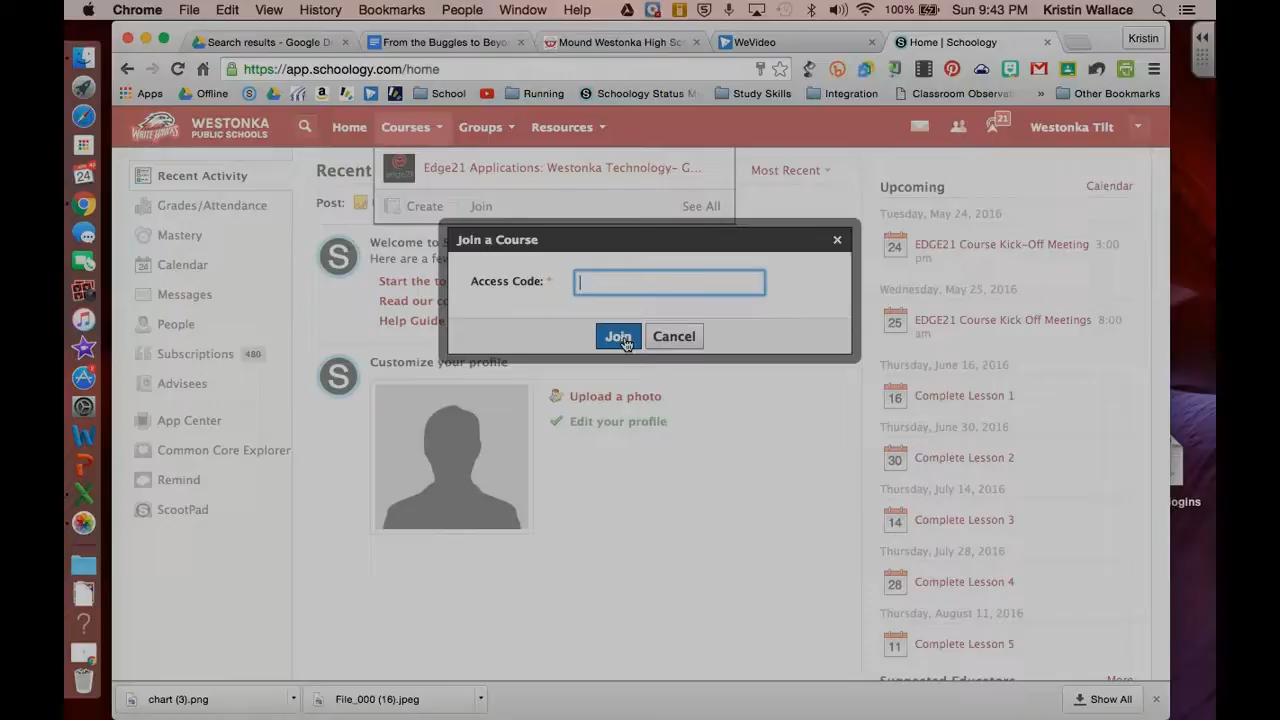 Chrome File Edit View History Bookmarks People Window Help 100% Sun 9:43 PM Kristin Wallace
Search results - Google D From the Buggles to Beyo Mound Westonka High Sc WeVideo Home | Schoology Kristin
https://app.schoology.com/home
Apps Offline School Running Schoology Status M Study Skills Integration Classroom Observat » Other Bookmarks
WESTONKA
PUBLIC SCHOOLS
Home Courses Groups Resources 21 Westonka Tilt
Recent Activity
Grades/Attendance
Mastery
Calendar
Messages
People
Subscriptions 480
Advisees
App Center
Common Core Explorer
Remind
ScootPad
Recent
Edge21 Applications: Westonka Technology- G...
Most Recent
Post:
Create Join See All
Join a Course
Access Code: *
Join Cancel
Welcome to S
Here are a few
Start the to
Read our co
Help Guide
Customize your profile
Upload a photo
Edit your profile
Upcoming Calendar
Tuesday, May 24, 2016
24 EDGE21 Course Kick-Off Meeting 3:00
pm
Wednesday, May 25, 2016
25 EDGE21 Course Kick Off Meetings 8:00
am
Thursday, June 16, 2016
16 Complete Lesson 1
Thursday, June 30, 2016
30 Complete Lesson 2
Thursday, July 14, 2016
14 Complete Lesson 3
Thursday, July 28, 2016
28 Complete Lesson 4
Thursday, August 11, 2016
11 Complete Lesson 5
Suggested Educators More
ogins
chart (3).png File_000 (16).jpeg Show All